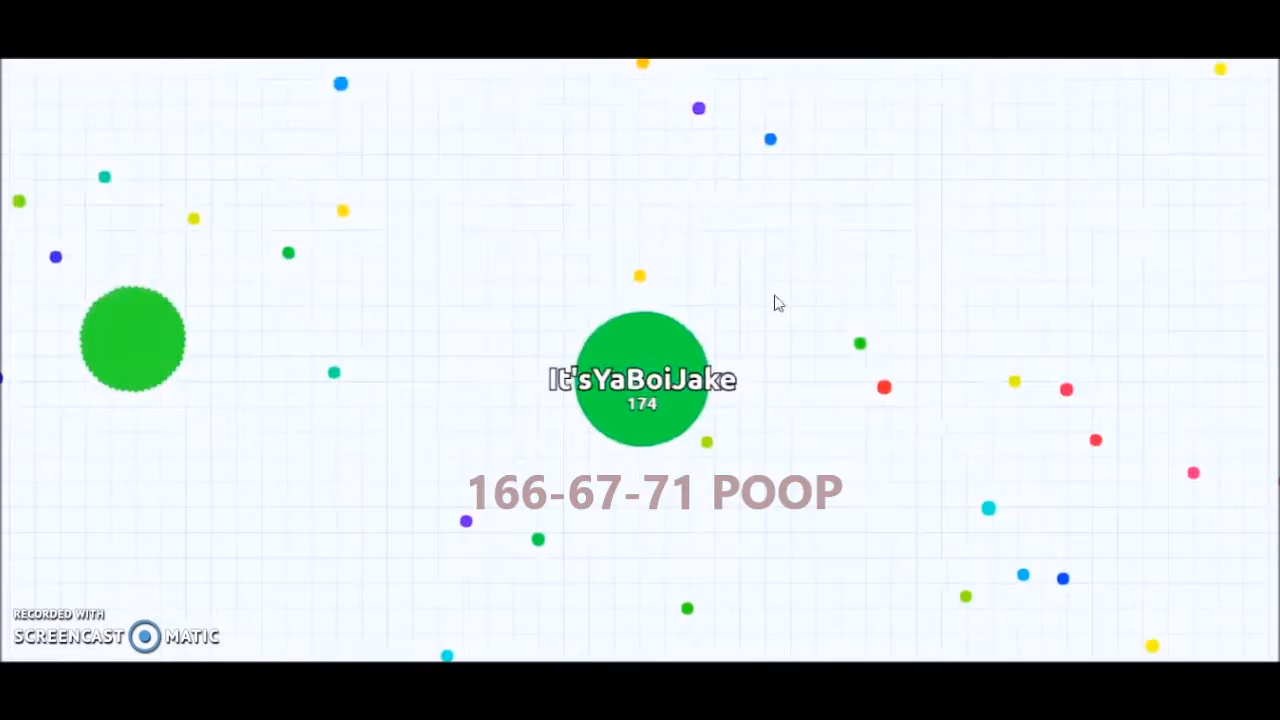 It'sYaBoiJake
174
166-67-71 POOP
RECORDED WITH
SCREENCAST MATIC